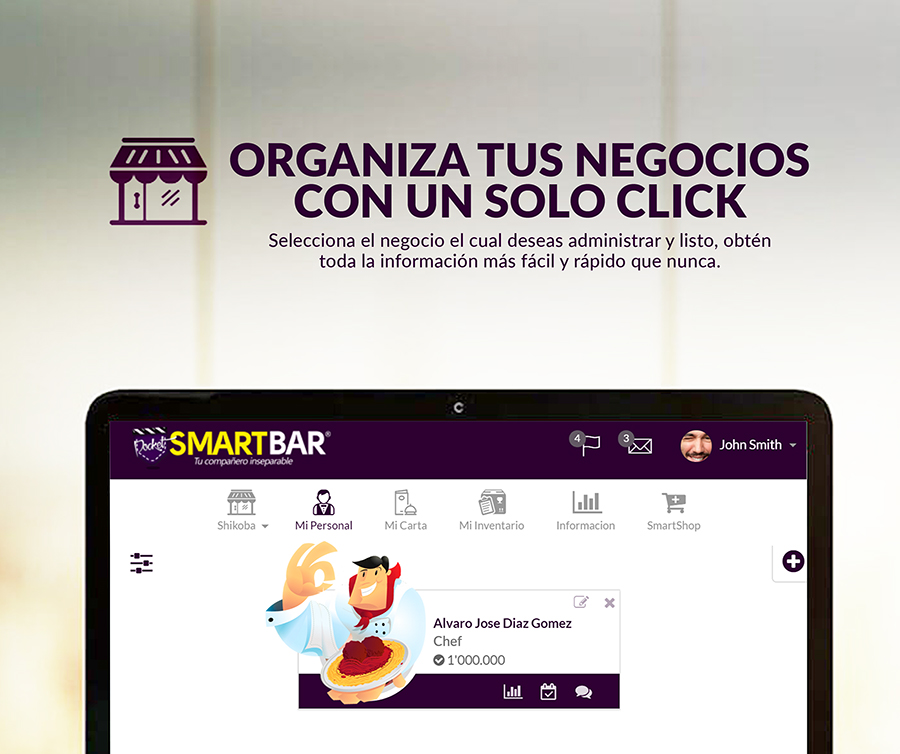 ORGANIZA TUS NEGOCIOS
CON UN SOLO CLICK
Selecciona el negocio el cual deseas administrar y listo, obtén
toda la información más fácil y rápido que nunca.
Pocket SMARTBAR®
Tu compañero inseparable
4
3
John Smith
Shikoba
Mi Personal
Mi Carta
Mi Inventario
Informacion
SmartShop
Alvaro Jose Diaz Gomez
Chef
1'000.000